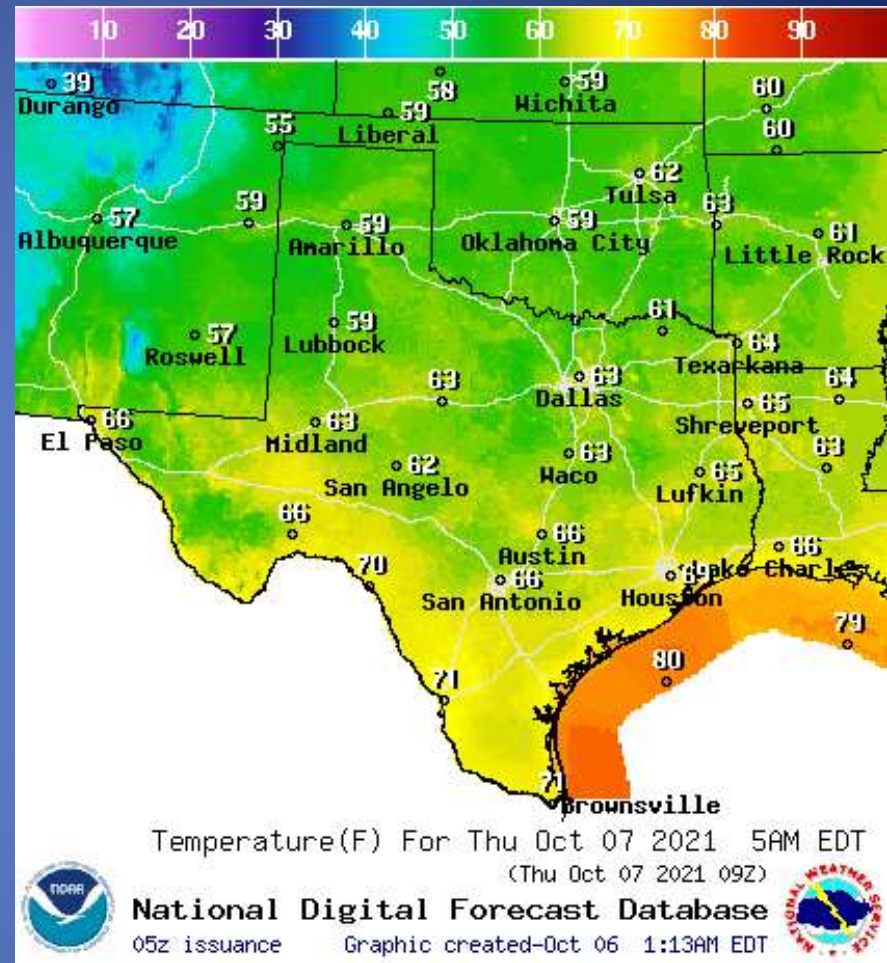 10 20 30 40 50 60 70 80 90
39
Durango
58
59
Wichita
60
59
Liberal
55
60
62
Tulsa
57
Albuquerque
59
59
Amarillo
59
Oklahoma City
63
61
Little Rock
57
Roswell
59
Lubbock
61
64
Texarkana
63
Dallas
63
65
Shreveport
64
66
El Paso
63
Midland
62
San Angelo
63
Waco
65
Lufkin
63
66
66
Austin
66
Lake Charles
70
66
San Antonio
69
Houston
79
80
71
71
Brownsville
Temperature(F) For Thu Oct 07 2021 5AM EDT
(Thu Oct 07 2021 09Z)
NOAA
National Digital Forecast Database
NATIONAL WEATHER SERVICE
05z issuance Graphic created-Oct 06 1:13AM EDT